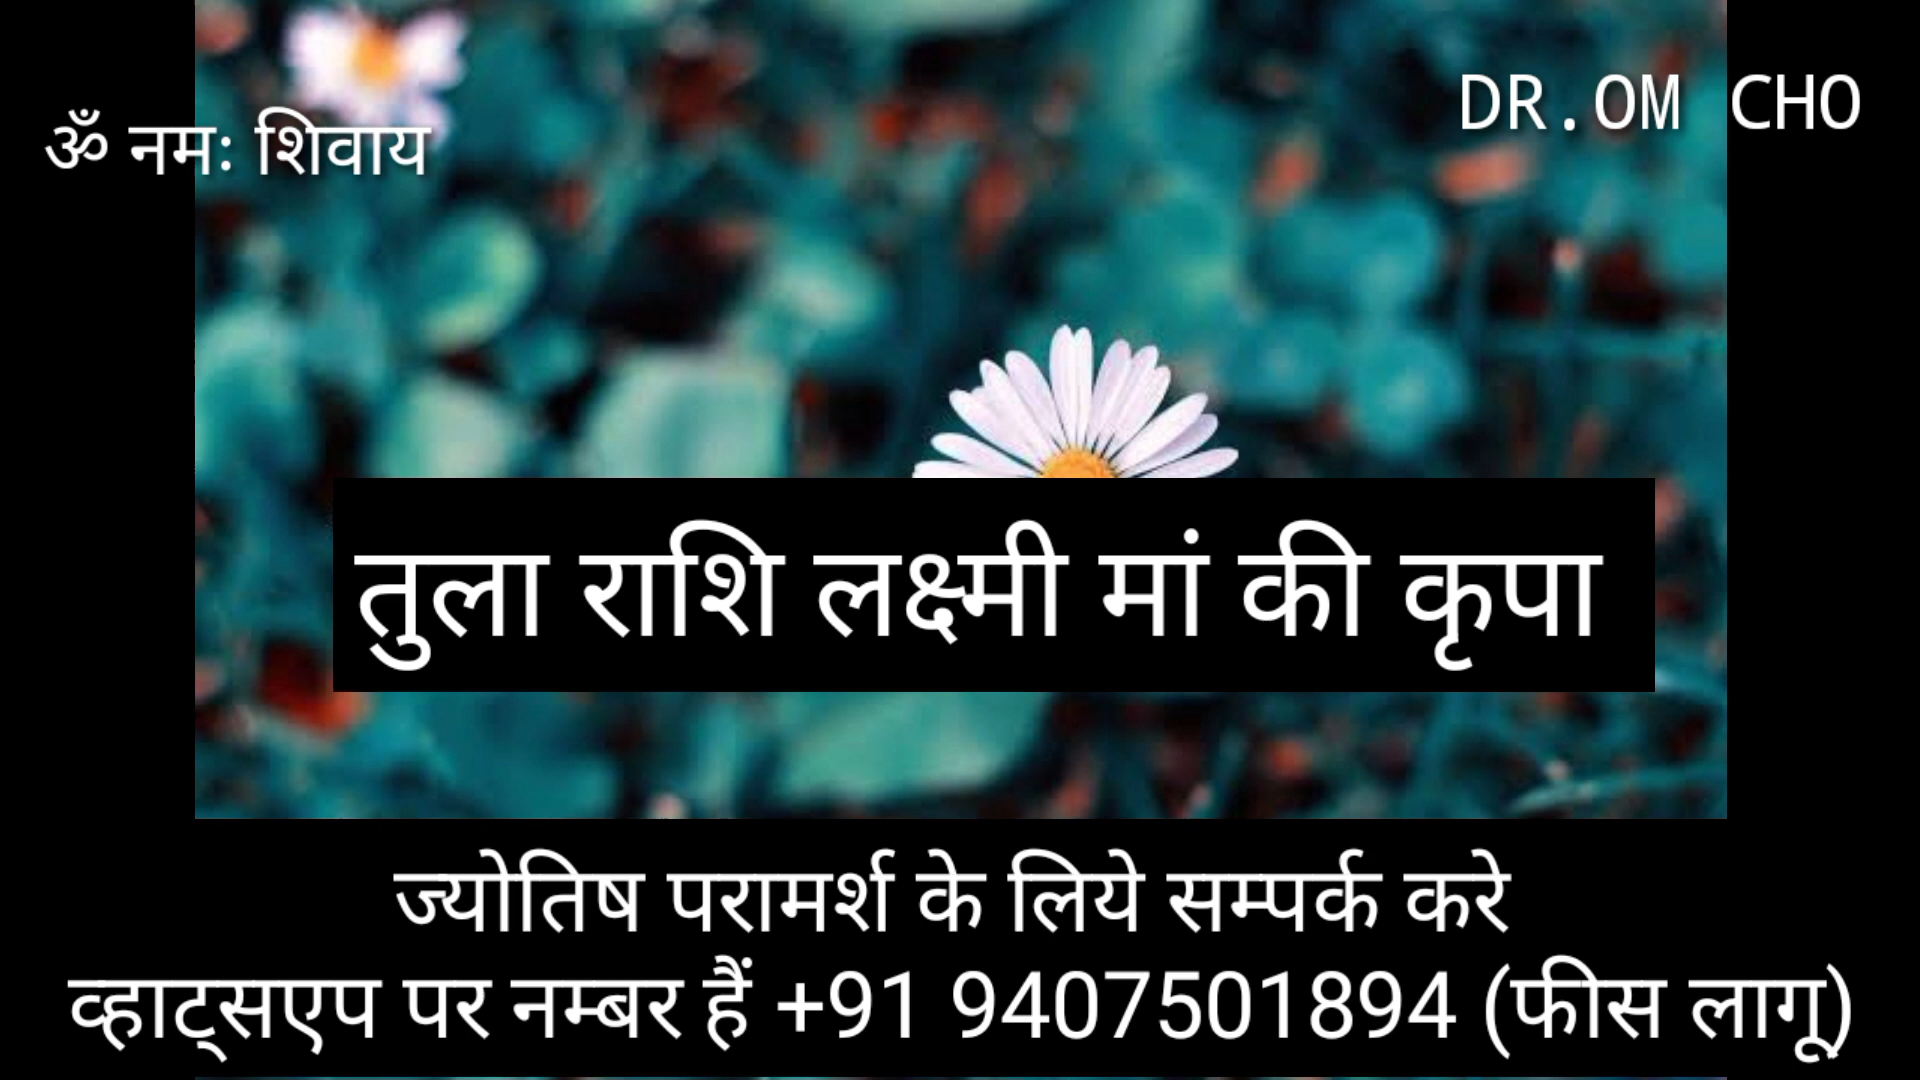 DR.OM CHO
ॐ नमः शिवाय
तुला राशि लक्ष्मी मां की कृपा
ज्योतिष परामर्श के लिये सम्पर्क करे
व्हाट्सएप पर नम्बर हैं +91 9407501894 (फीस लागू)